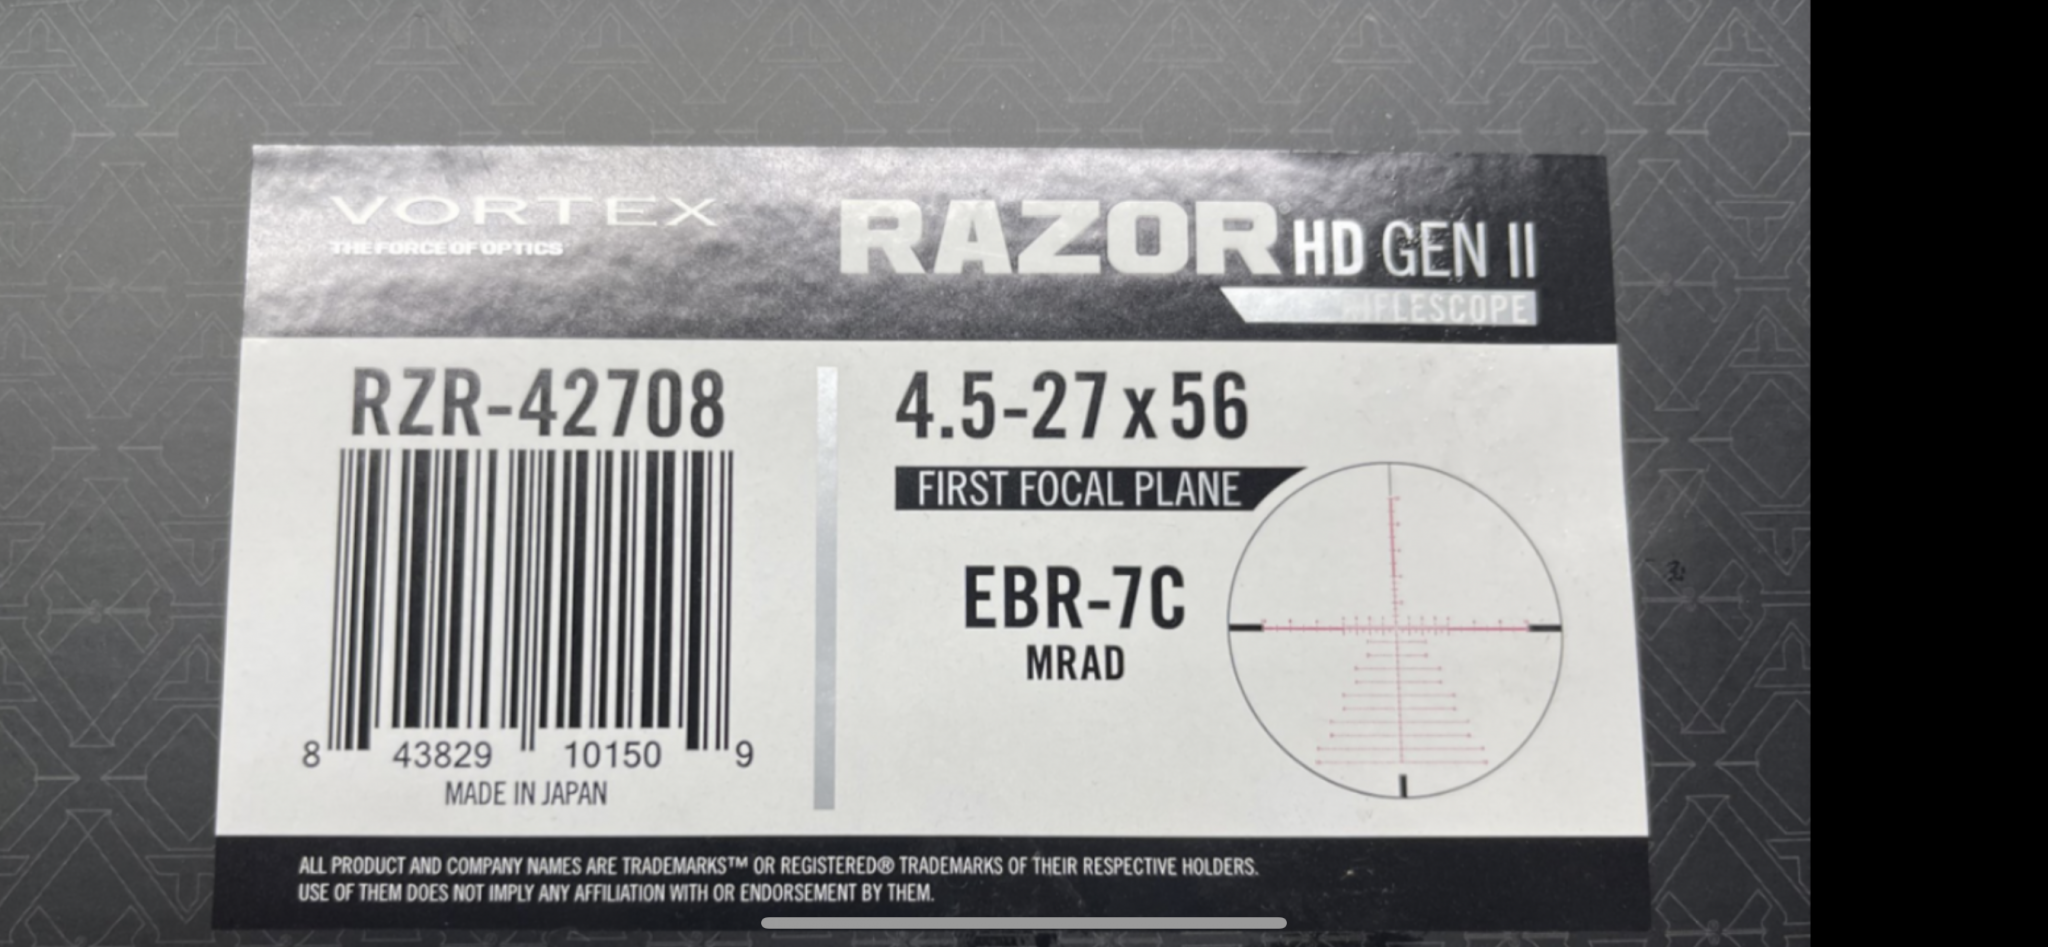 VORTEX
THE FORCE OF OPTICS
RAZOR HD GEN II
RIFLESCOPE
RZR-42708
8 43829 10150 9
MADE IN JAPAN
4.5-27 x 56
FIRST FOCAL PLANE
EBR-7C
MRAD
ALL PRODUCT AND COMPANY NAMES ARE TRADEMARKS™ OR REGISTERED® TRADEMARKS OF THEIR RESPECTIVE HOLDERS.
USE OF THEM DOES NOT IMPLY ANY AFFILIATION WITH OR ENDORSEMENT BY THEM.